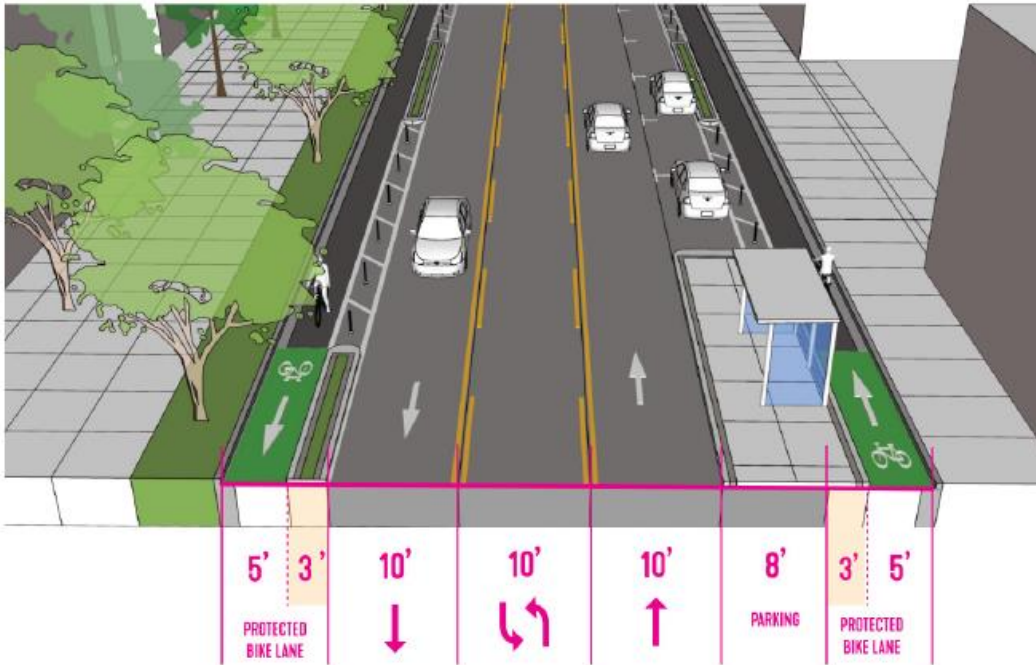 5' 3' 10' 10' 10' 8' 3' 5'
PROTECTED
BIKE LANE
PARKING
PROTECTED
BIKE LANE